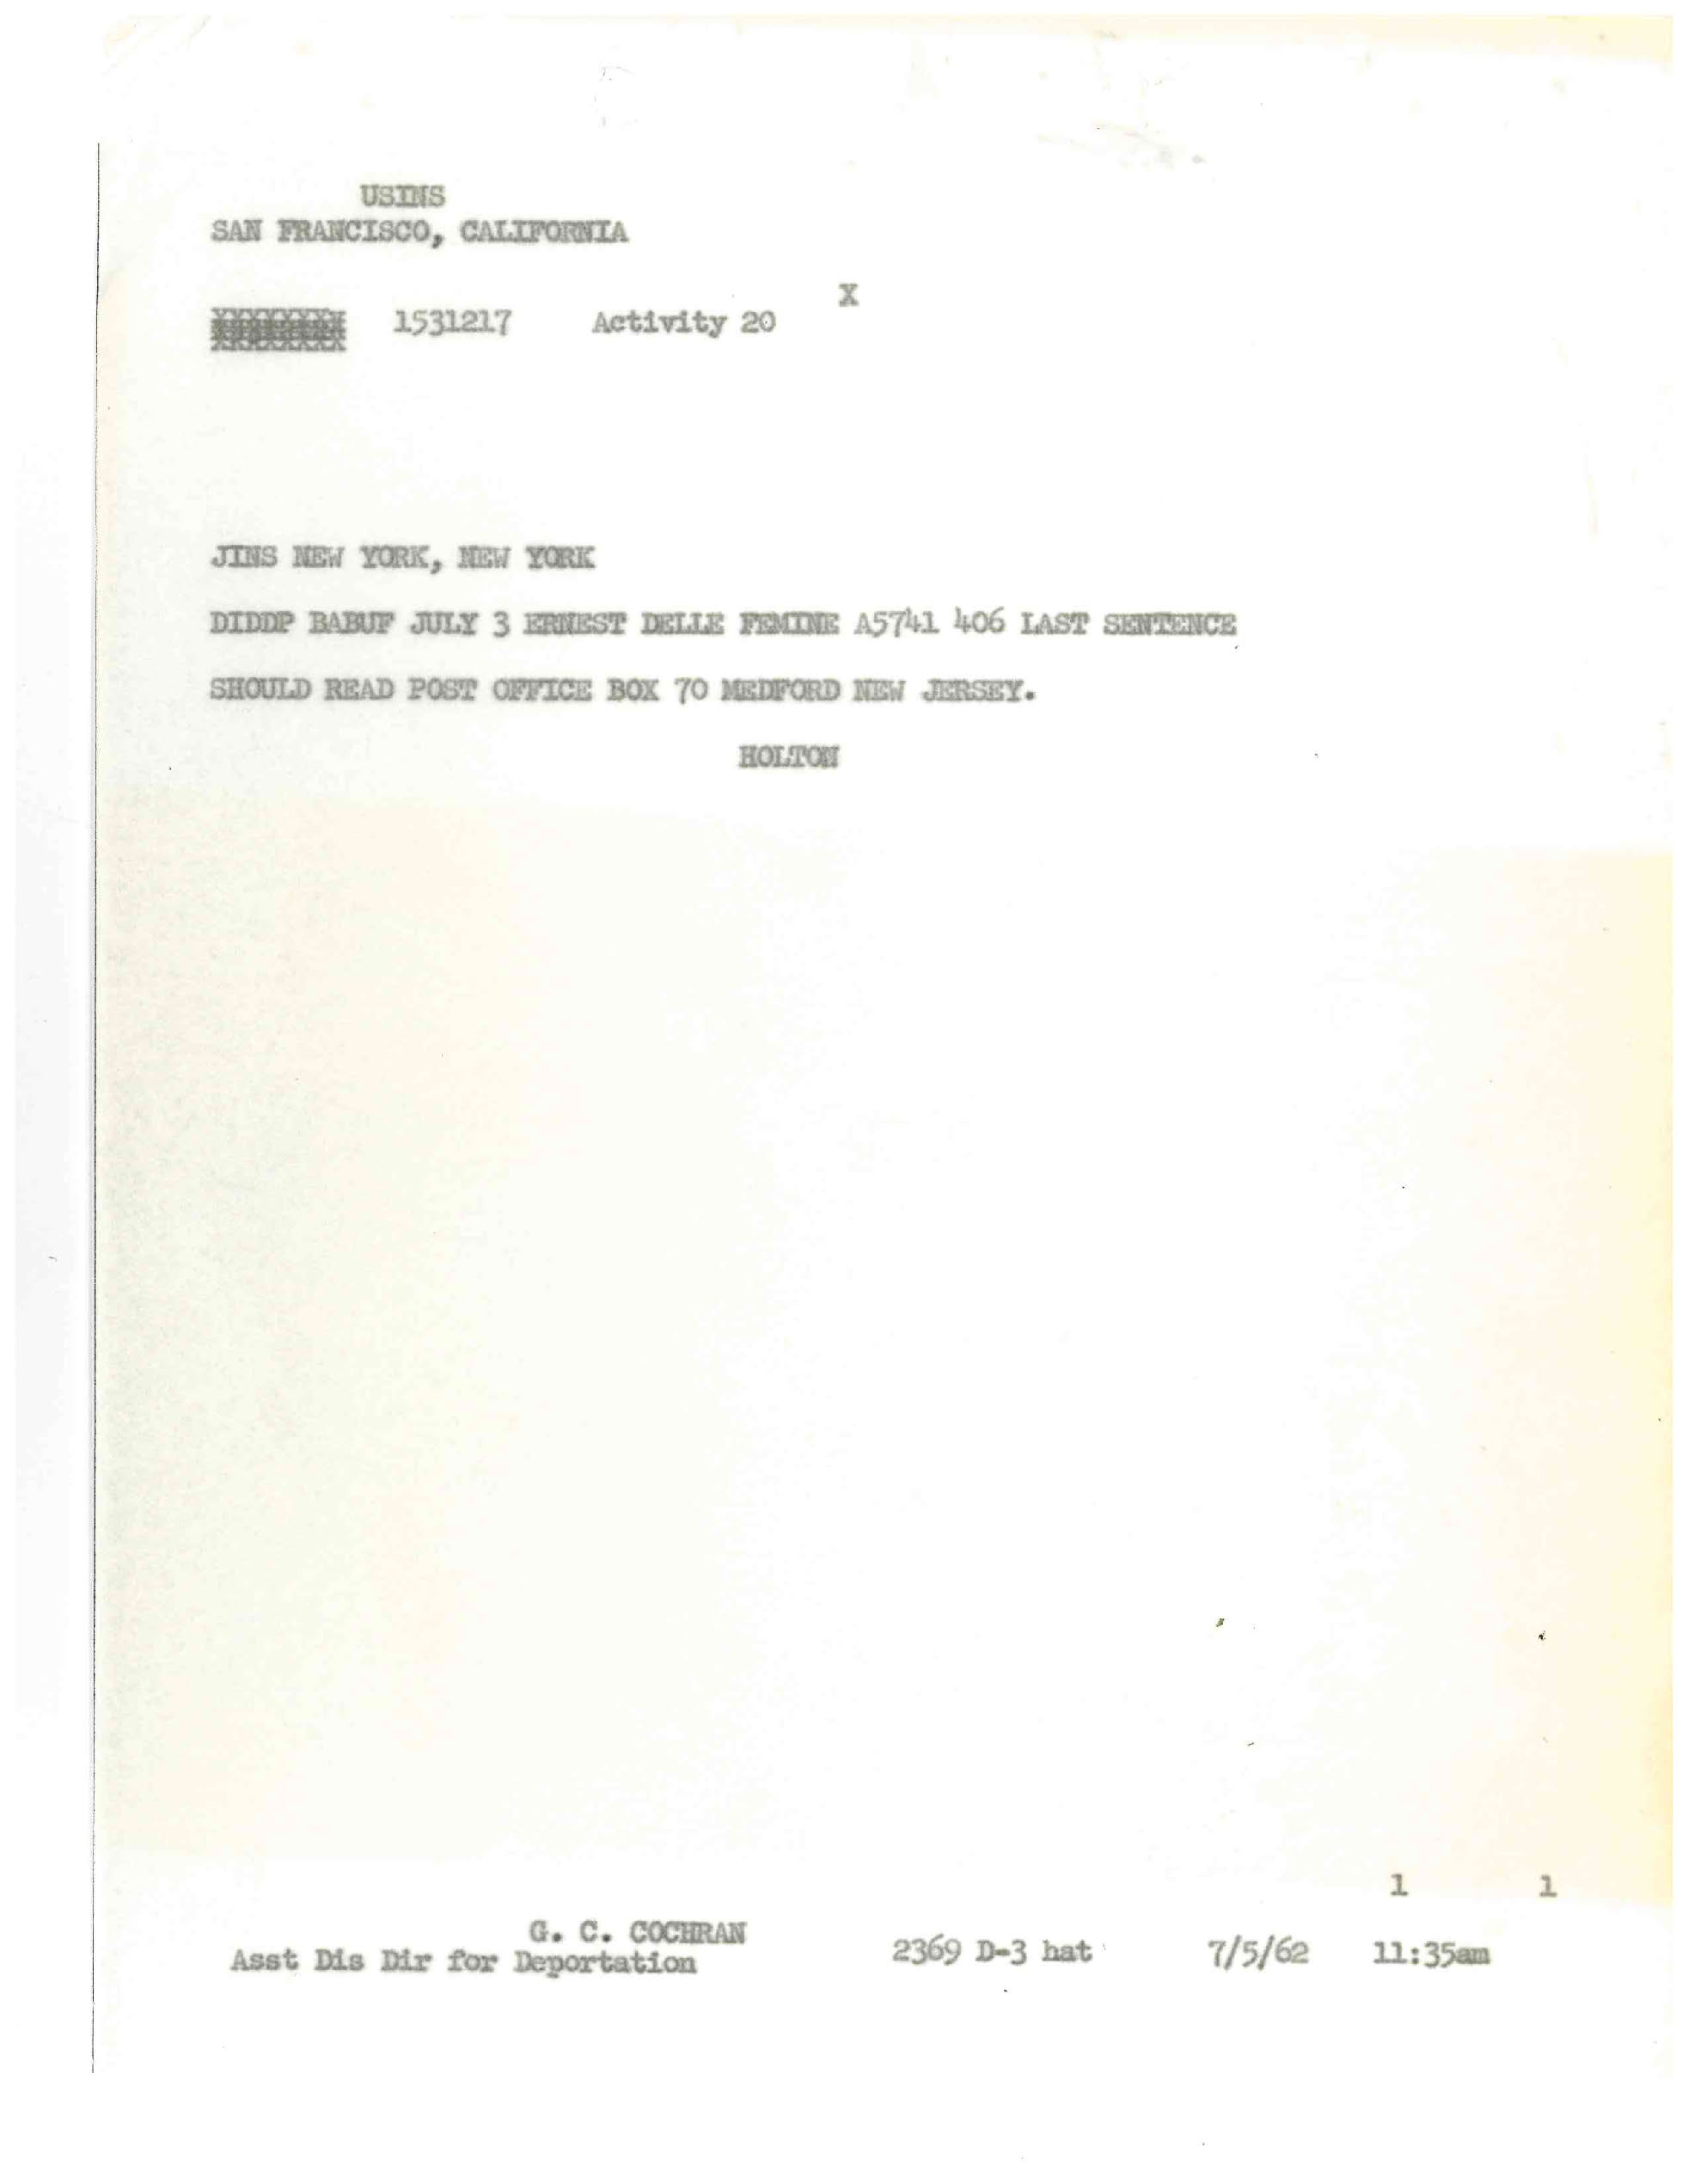 USINS
SAN FRANCISCO, CALIFORNIA
X
1531217 Activity 20
JINS NEW YORK, NEW YORK
DIDDP BABUF JULY 3 ERNEST DELLE FEMINE A5741 406 LAST SENTENCE
SHOULD READ POST OFFICE BOX 70 MEDFORD NEW JERSEY.
HOLTON
1 1
G. C. COCHRAN
Asst Dis Dir for Deportation 2369 D-3 hat 7/5/62 11:35am